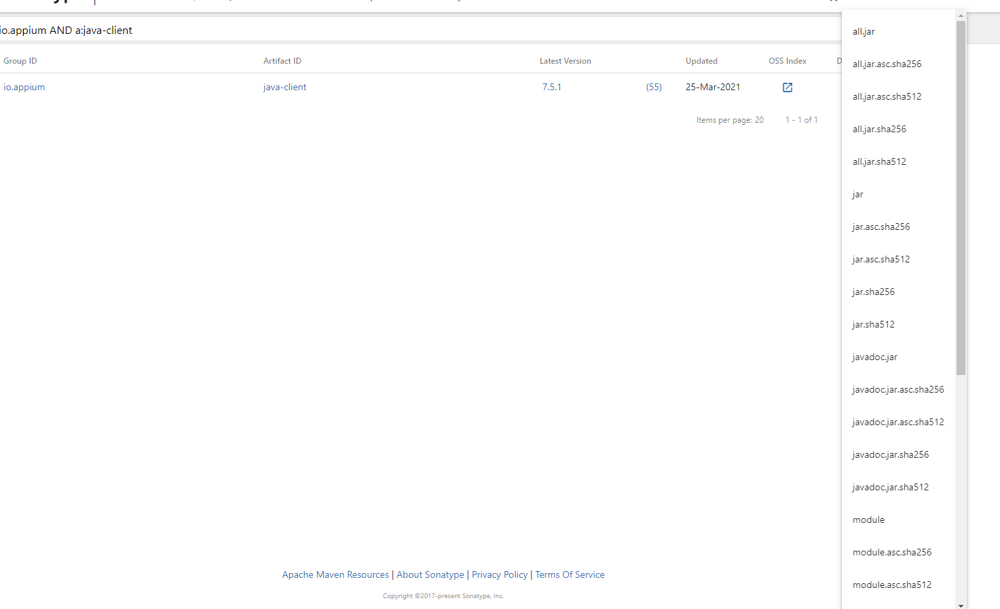 io.appium AND a:java-client
Group ID Artifact ID Latest Version Updated OSS Index D
io.appium java-client 7.5.1 (55) 25-Mar-2021
Items per page: 20 1 - 1 of 1
all.jar
all.jar.asc.sha256
all.jar.asc.sha512
all.jar.sha256
all.jar.sha512
jar
jar.asc.sha256
jar.asc.sha512
jar.sha256
jar.sha512
javadoc.jar
javadoc.jar.asc.sha256
javadoc.jar.asc.sha512
javadoc.jar.sha256
javadoc.jar.sha512
module
module.asc.sha256
module.asc.sha512
Apache Maven Resources | About Sonatype | Privacy Policy | Terms Of Service
Copyright ©2017-present Sonatype, Inc.